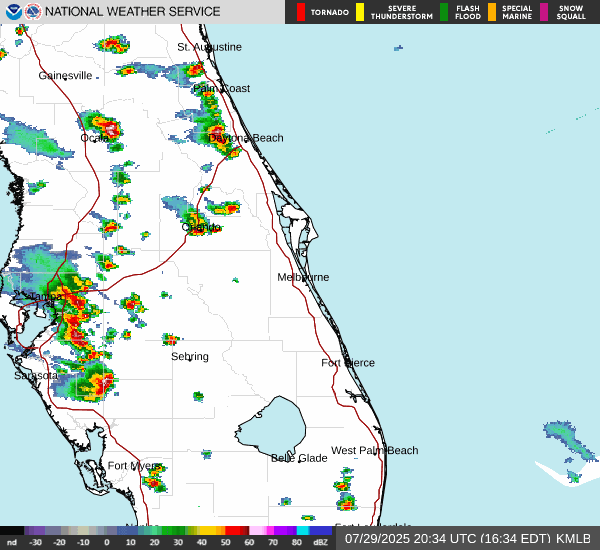 NATIONAL WEATHER SERVICE
TORNADO
SEVERE THUNDERSTORM
FLASH FLOOD
SPECIAL MARINE
SNOW SQUALL
St. Augustine
Gainesville
Palm Coast
Ocala
Daytona Beach
Orlando
Melbourne
Tampa
Sebring
Fort Pierce
Sarasota
West Palm Beach
Belle Glade
Fort Myers
Fort Lauderdale
nd -30 -20 -10 0 10 20 30 40 50 60 70 80 dBZ
07/29/2025 20:34 UTC (16:34 EDT) KMLB